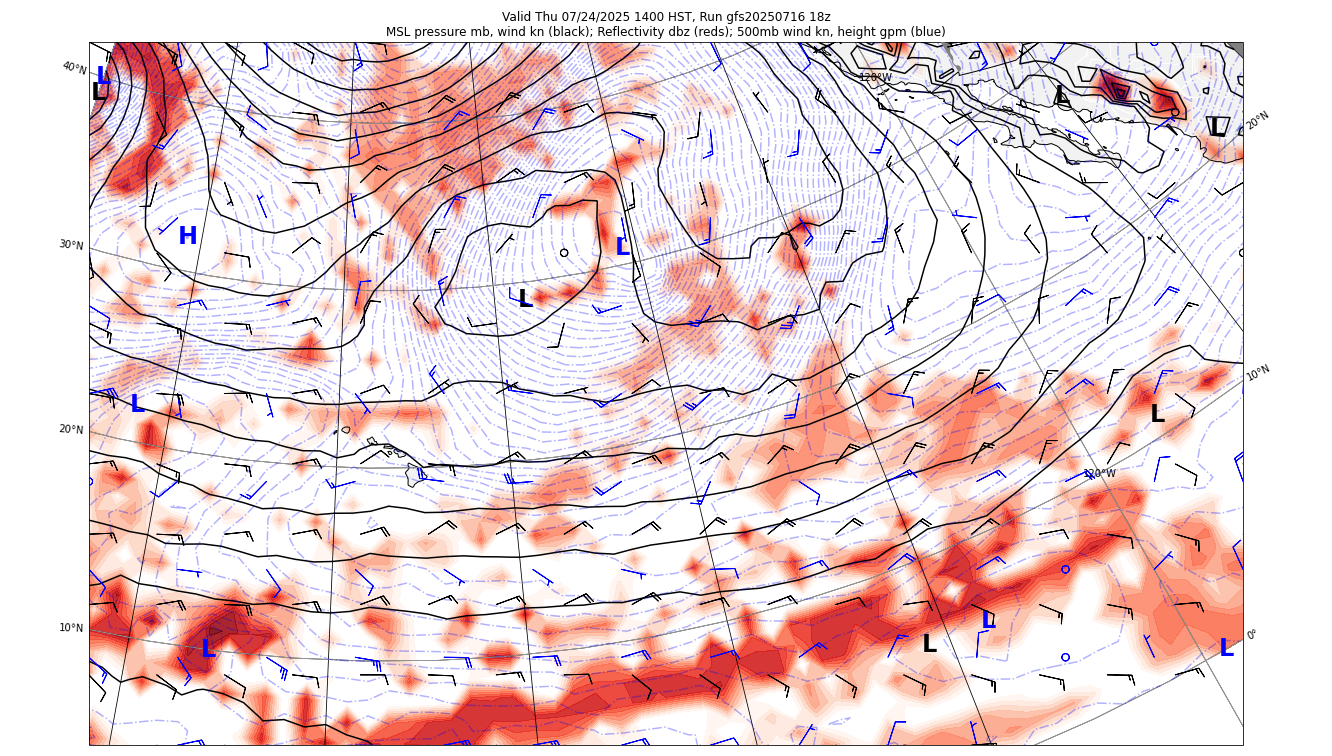 Valid Thu 07/24/2025 1400 HST, Run gfs20250716 18z
MSL pressure mb, wind kn (black); Reflectivity dbz (reds); 500mb wind kn, height gpm (blue)
120°W
40°N
L
L
L
L
20°N
30°N
H
L
L
10°N
L
L
20°N
120°W
10°N
L
L
L
L
L
0°